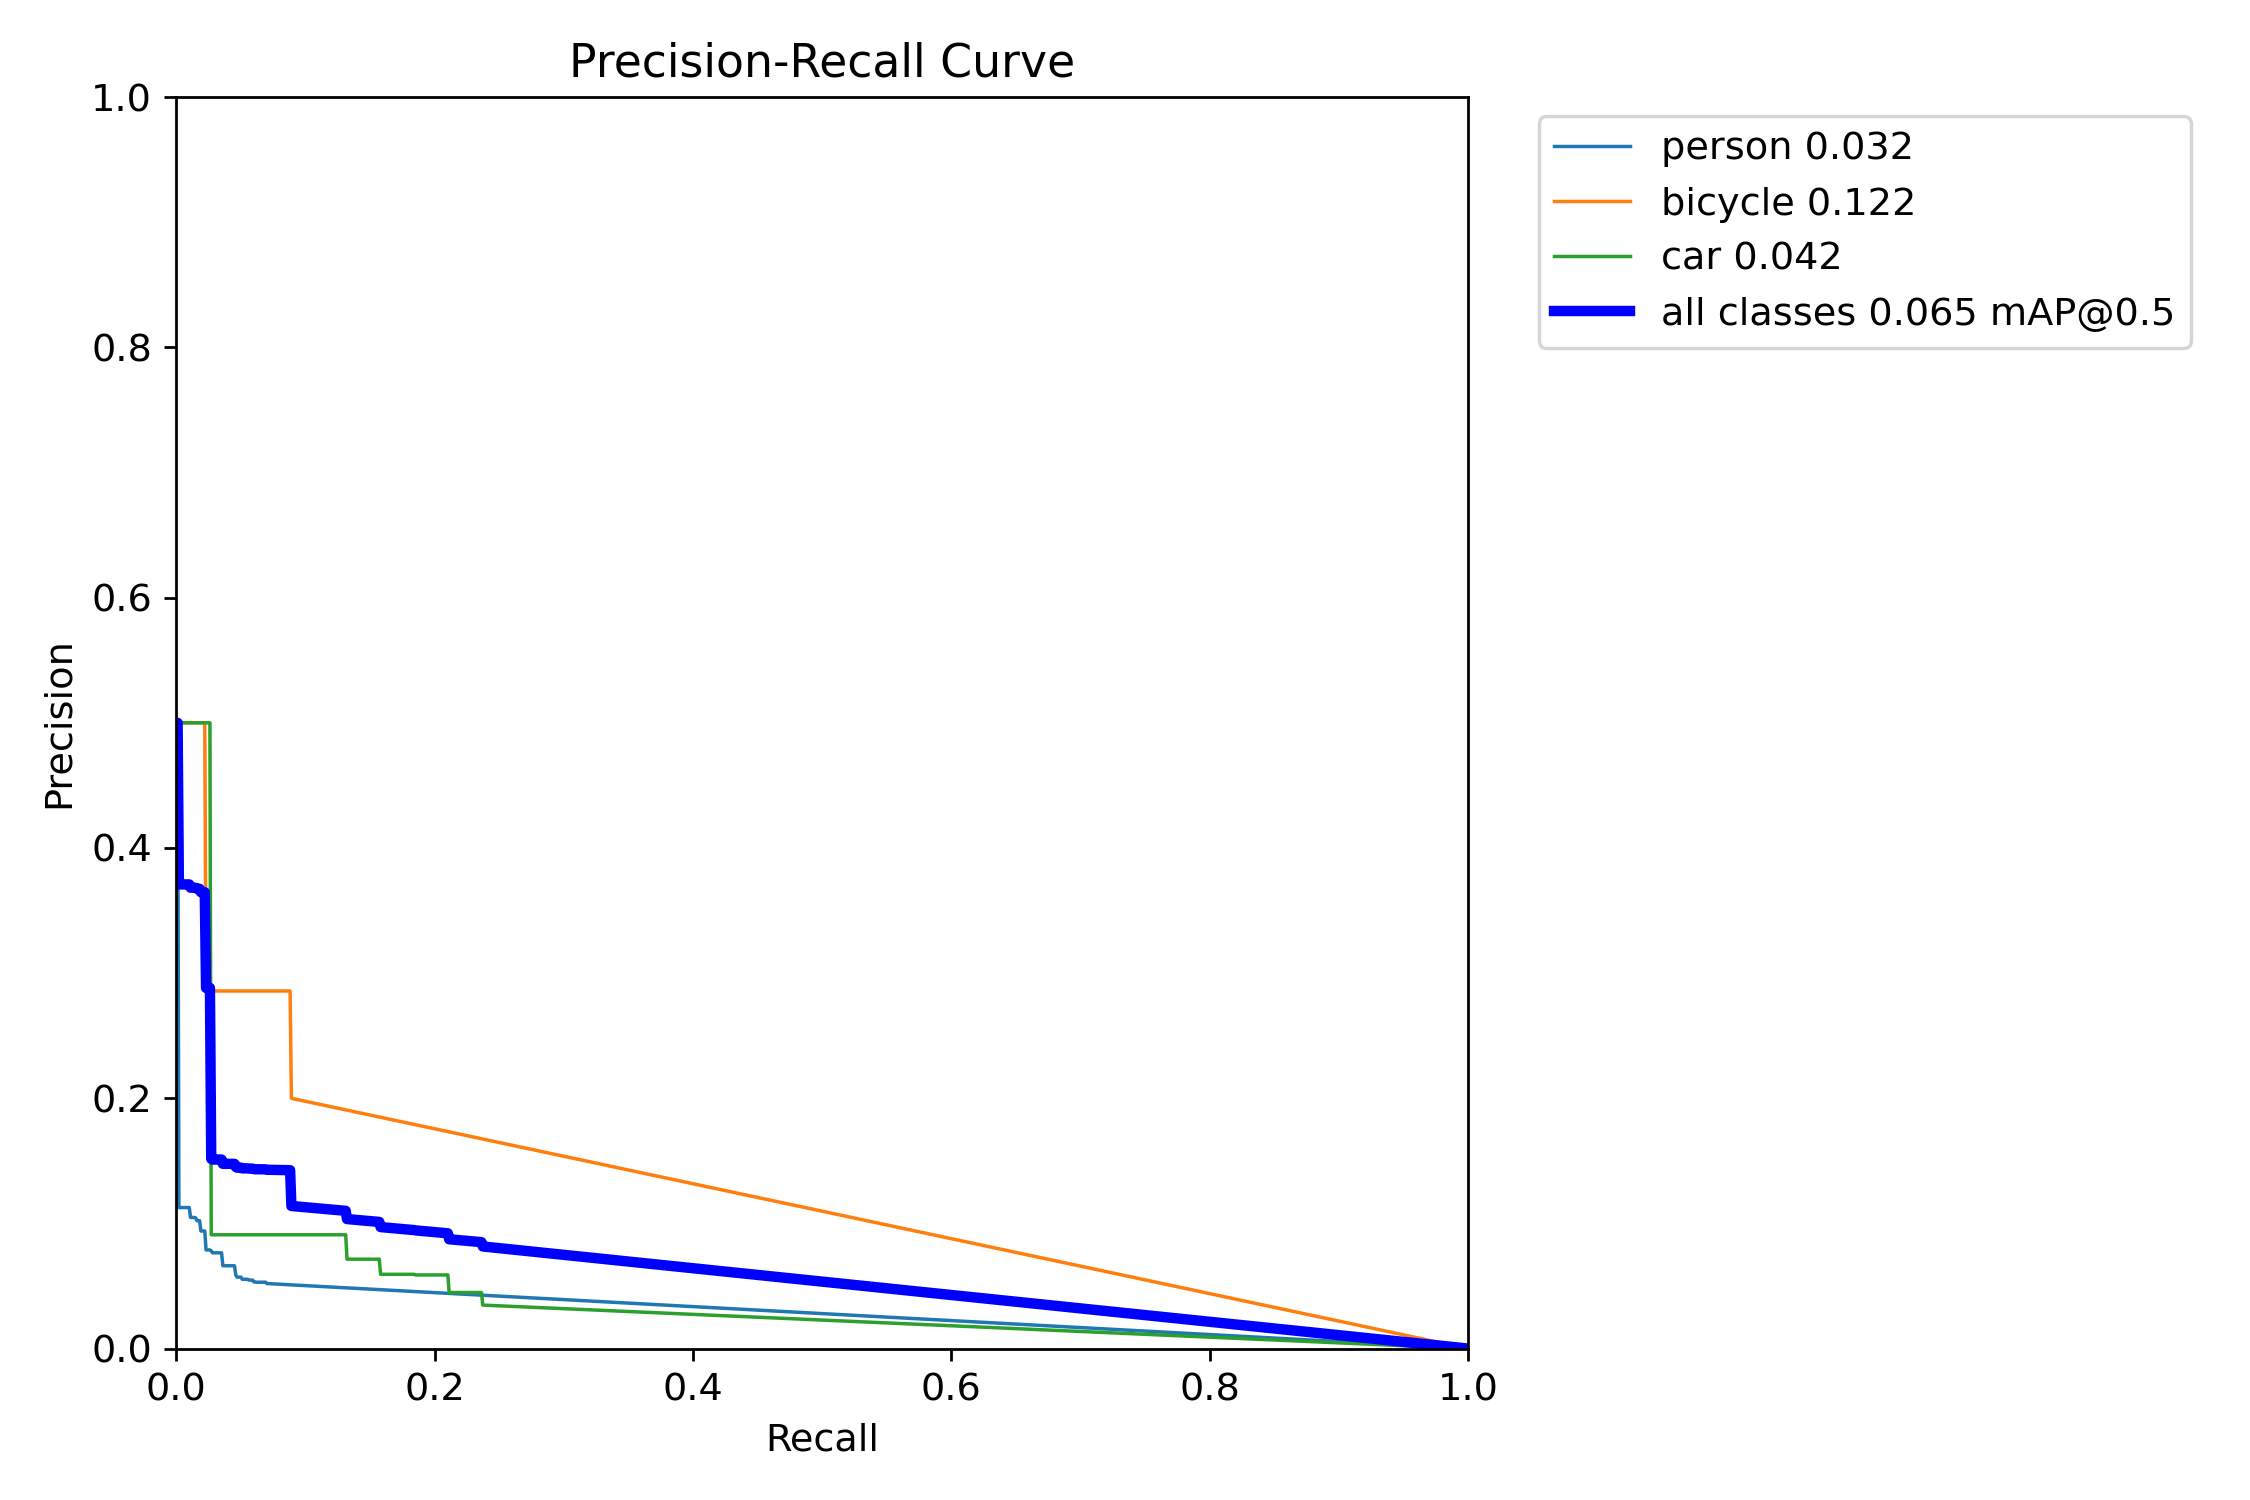 Precision-Recall Curve
1.0
0.8
0.6
0.4
0.2
0.0
Precision
0.0 0.2 0.4 0.6 0.8 1.0
Recall
person 0.032
bicycle 0.122
car 0.042
all classes 0.065 mAP@0.5